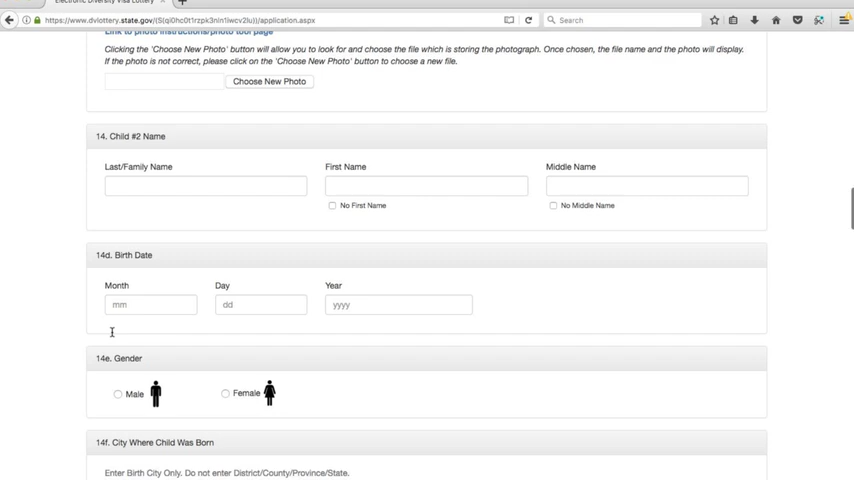 Electronic Diversity Visa Lottery
https://www.dvlottery.state.gov/(S(qi0hc0t1rzpk3nln1iwcv2lu))/application.aspx
Search
Link to photo instructions/photo tool page
Clicking the 'Choose New Photo' button will allow you to look for and choose the file which is storing the photograph. Once chosen, the file name and the photo will display.
If the photo is not correct, please click on the 'Choose New Photo' button to choose a new file.
Choose New Photo
14. Child #2 Name
Last/Family Name First Name Middle Name
No First Name No Middle Name
14d. Birth Date
Month Day Year
mm dd yyyy
14e. Gender
Male Female
14f. City Where Child Was Born
Enter Birth City Only. Do not enter District/County/Province/State.